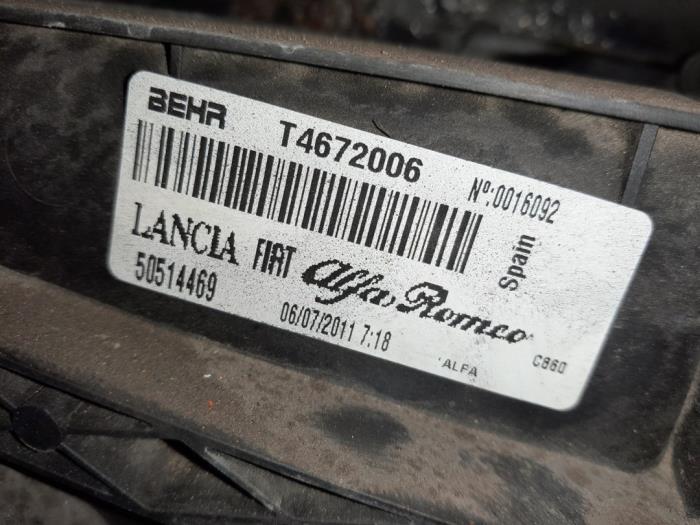 BEHR T4672006 Nº:0016092
LANCIA FIAT Alfa Romeo Spain
50514469 06/07/2011 7:18 ALFA C860